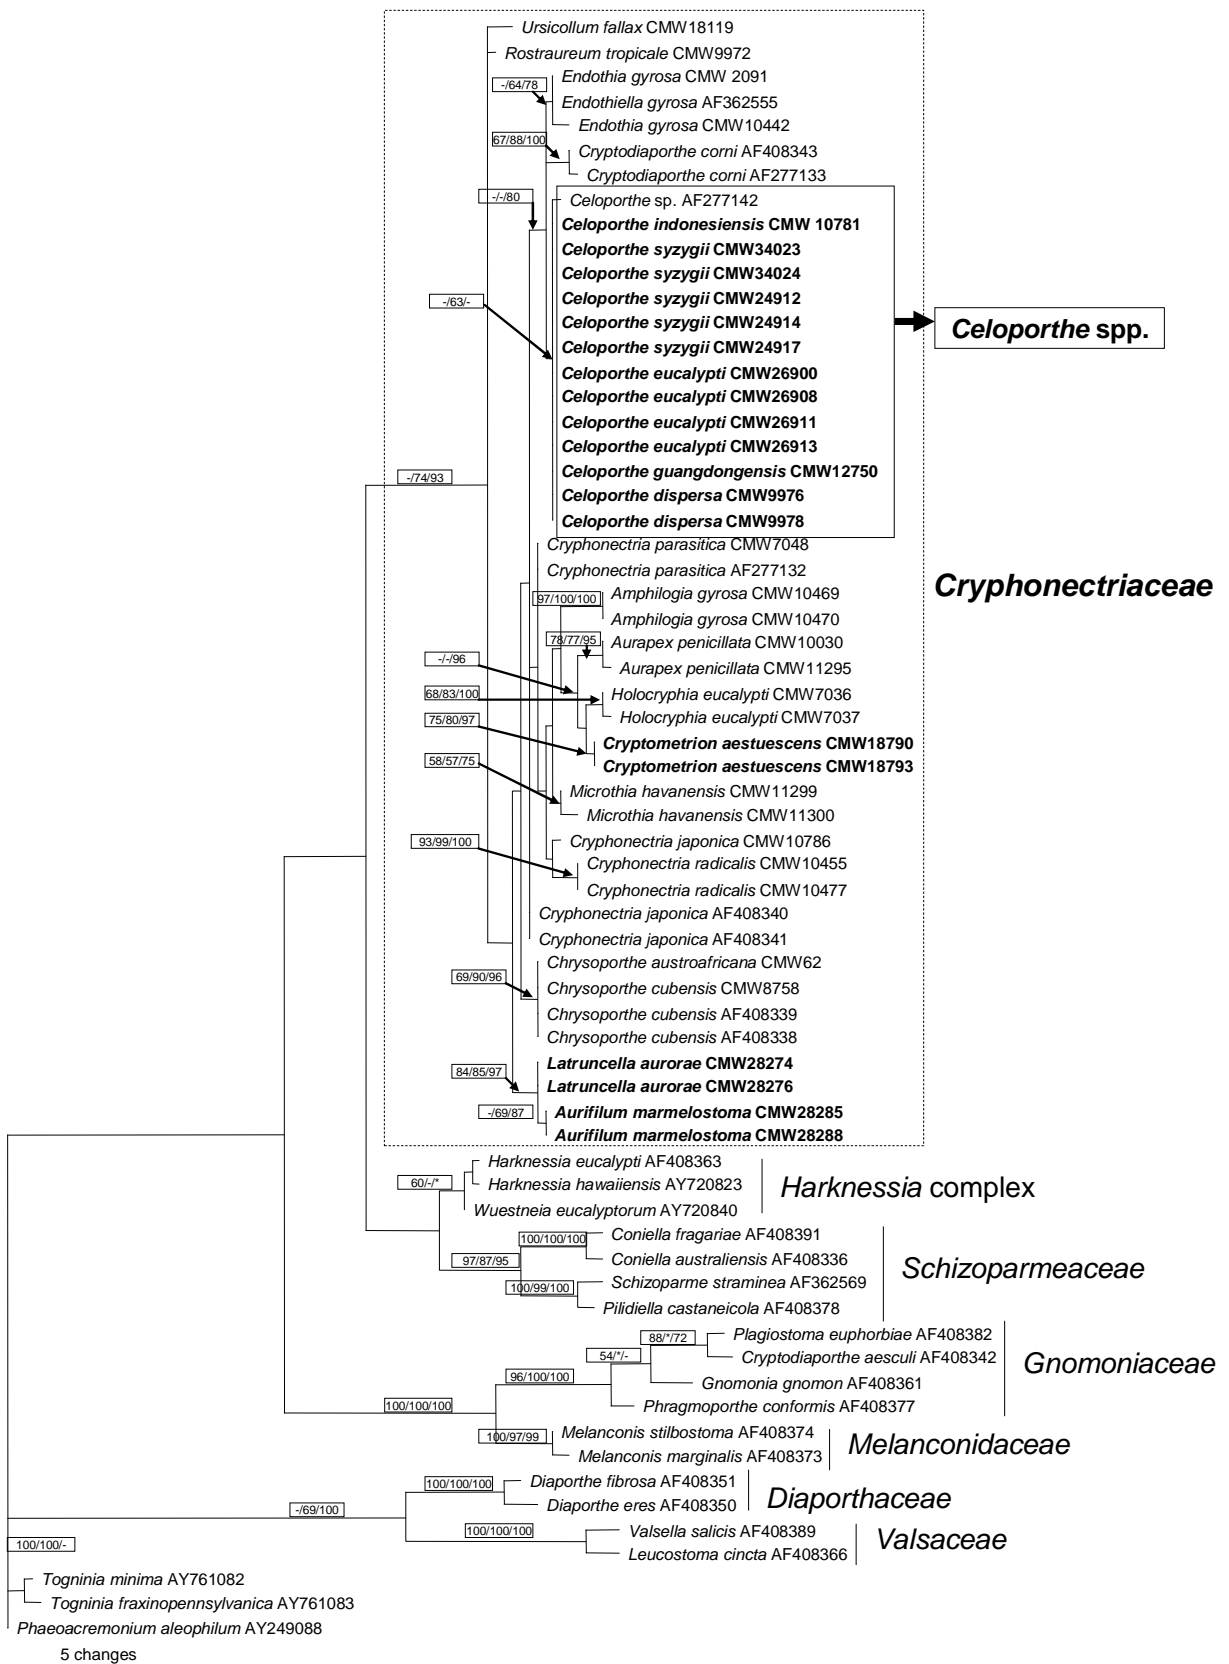 Ursicollum fallax CMW18119
Rostraureum tropicale CMW9972
Endothia gyrosa CMW 2091
-/64/78
Endothiella gyrosa AF362555
Endothia gyrosa CMW10442
67/88/100
Cryptodiaporthe corni AF408343
Cryptodiaporthe corni AF277133
-/-/80
Celoporthe sp. AF277142
Celoporthe indonesiensis CMW 10781
Celoporthe syzygii CMW34023
Celoporthe syzygii CMW34024
Celoporthe syzygii CMW24912
-/63/-
Celoporthe syzygii CMW24914
Celoporthe spp.
Celoporthe syzygii CMW24917
Celoporthe eucalypti CMW26900
Celoporthe eucalypti CMW26908
Celoporthe eucalypti CMW26911
Celoporthe eucalypti CMW26913
Celoporthe guangdongensis CMW12750
-/74/93
Celoporthe dispersa CMW9976
Celoporthe dispersa CMW9978
Cryphonectria parasitica CMW7048
Cryphonectria parasitica AF277132
Cryphonectriaceae
Amphilogia gyrosa CMW10469
97/100/100
Amphilogia gyrosa CMW10470
78/77/95
Aurapex penicillata CMW10030
-/-/96
Aurapex penicillata CMW11295
68/83/100
Holocryphia eucalypti CMW7036
Holocryphia eucalypti CMW7037
75/80/97
Cryptometrion aestuescens CMW18790
58/57/75
Cryptometrion aestuescens CMW18793
Microthia havanensis CMW11299
Microthia havanensis CMW11300
93/99/100
Cryphonectria japonica CMW10786
Cryphonectria radicalis CMW10455
Cryphonectria radicalis CMW10477
Cryphonectria japonica AF408340
Cryphonectria japonica AF408341
Chrysoporthe austroafricana CMW62
69/90/96
Chrysoporthe cubensis CMW8758
Chrysoporthe cubensis AF408339
Chrysoporthe cubensis AF408338
Latruncella aurorae CMW28274
84/85/97
Latruncella aurorae CMW28276
-/69/87
Aurifilum marmelostoma CMW28285
Aurifilum marmelostoma CMW28288
Harknessia eucalypti AF408363
60/-/*
Harknessia hawaiiensis AY720823
Harknessia complex
Wuestneia eucalyptorum AY720840
Coniella fragariae AF408391
100/100/100
97/87/95
Coniella australiensis AF408336
Schizoparmeaceae
Schizoparme straminea AF362569
100/99/100
Pilidiella castaneicola AF408378
Plagiostoma euphorbiae AF408382
88/*/72
54/*/-
Cryptodiaporthe aesculi AF408342
Gnomoniaceae
96/100/100
Gnomonia gnomon AF408361
100/100/100
Phragmoporthe conformis AF408377
Melanconis stilbostoma AF408374
100/97/99
Melanconidaceae
Melanconis marginalis AF408373
100/100/100
Diaporthe fibrosa AF408351
Diaporthaceae
-/69/100
Diaporthe eres AF408350
100/100/100
Valsella salicis AF408389
Valsaceae
100/100/-
Leucostoma cincta AF408366
Togninia minima AY761082
Togninia fraxinopennsylvanica AY761083
Phaeoacremonium aleophilum AY249088
5 changes